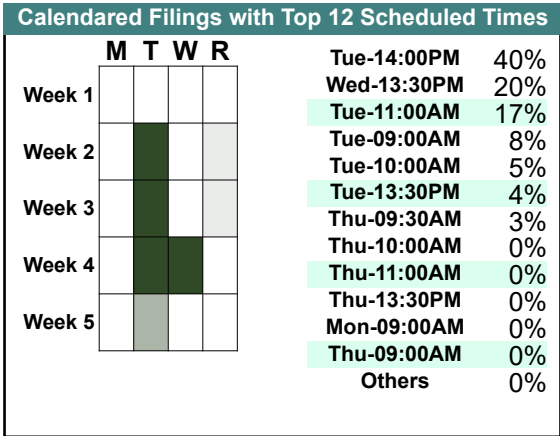 Calendared Filings with Top 12 Scheduled Times
M T W R
Week 1
Week 2
Week 3
Week 4
Week 5
Tue-14:00PM 40%
Wed-13:30PM 20%
Tue-11:00AM 17%
Tue-09:00AM 8%
Tue-10:00AM 5%
Tue-13:30PM 4%
Thu-09:30AM 3%
Thu-10:00AM 0%
Thu-11:00AM 0%
Thu-13:30PM 0%
Mon-09:00AM 0%
Thu-09:00AM 0%
Others 0%